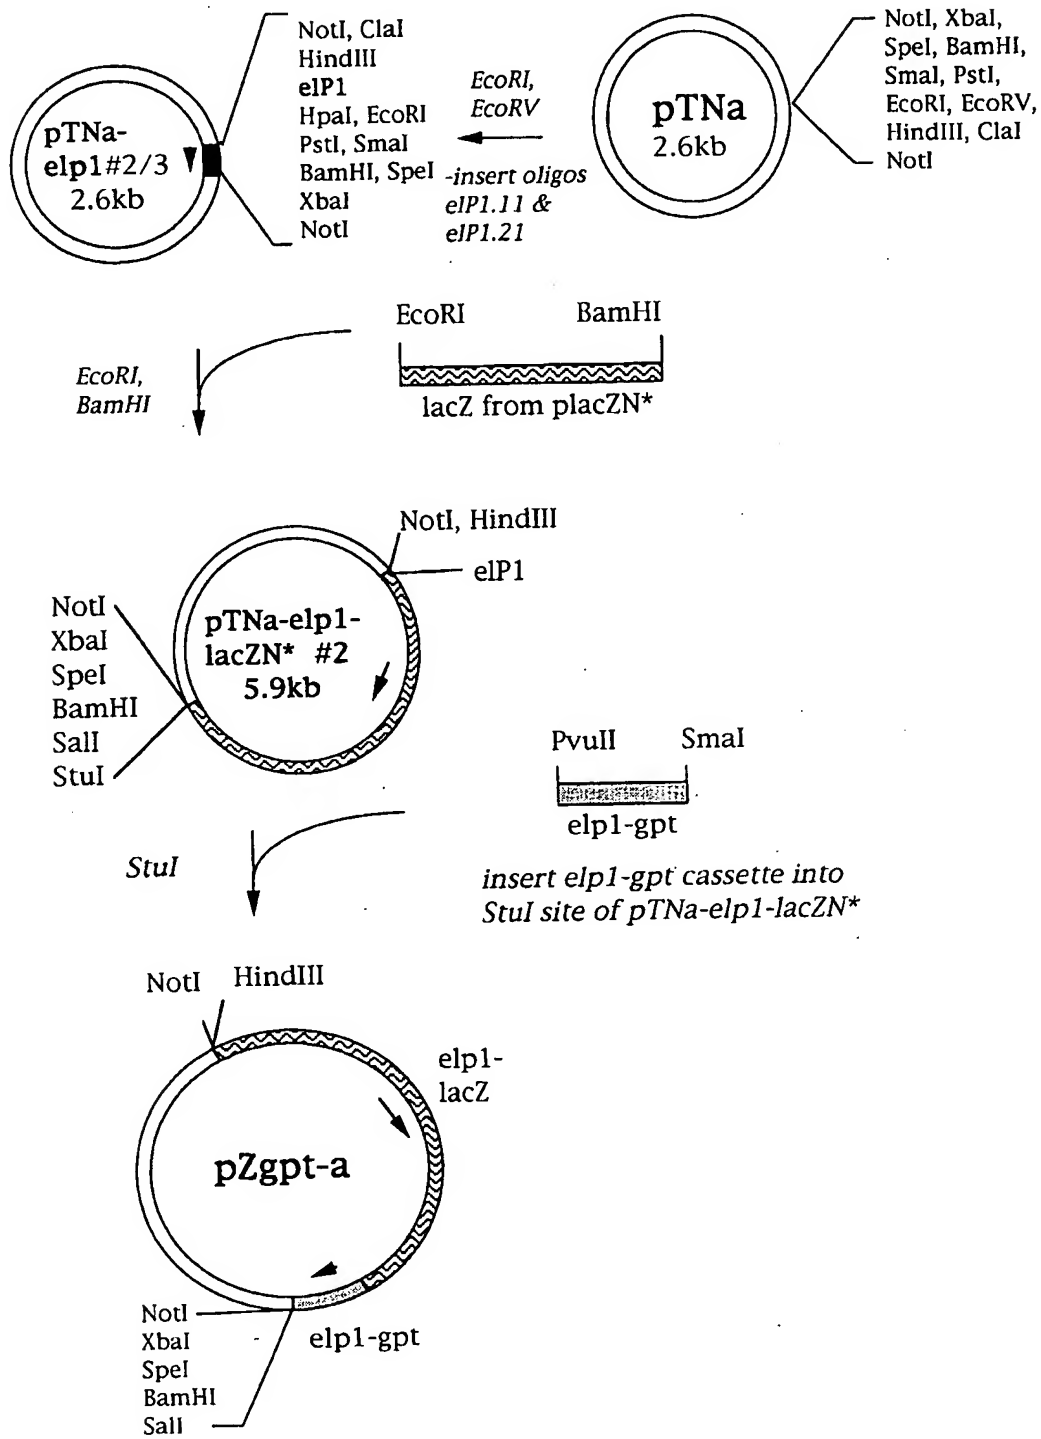 NotI, ClaI
HindIII
elP1
HpaI, EcoRI
PstI, SmaI
BamHI, SpeI
XbaI
NotI
pTNa-
elp1#2/3
2.6kb
EcoRI,
EcoRV
-insert oligos
elP1.11 &
elP1.21
pTNa
2.6kb
NotI, XbaI,
SpeI, BamHI,
SmaI, PstI,
EcoRI, EcoRV,
HindIII, ClaI
NotI
EcoRI BamHI
lacZ from placZN*
EcoRI,
BamHI
NotI, HindIII
elP1
NotI
XbaI
SpeI
BamHI
SalI
StuI
pTNa-elp1-
lacZN* #2
5.9kb
PvuII SmaI
elp1-gpt
StuI
insert elp1-gpt cassette into
StuI site of pTNa-elp1-lacZN*
NotI HindIII
elp1-
lacZ
pZgpt-a
NotI
XbaI
SpeI
BamHI
SalI
elp1-gpt